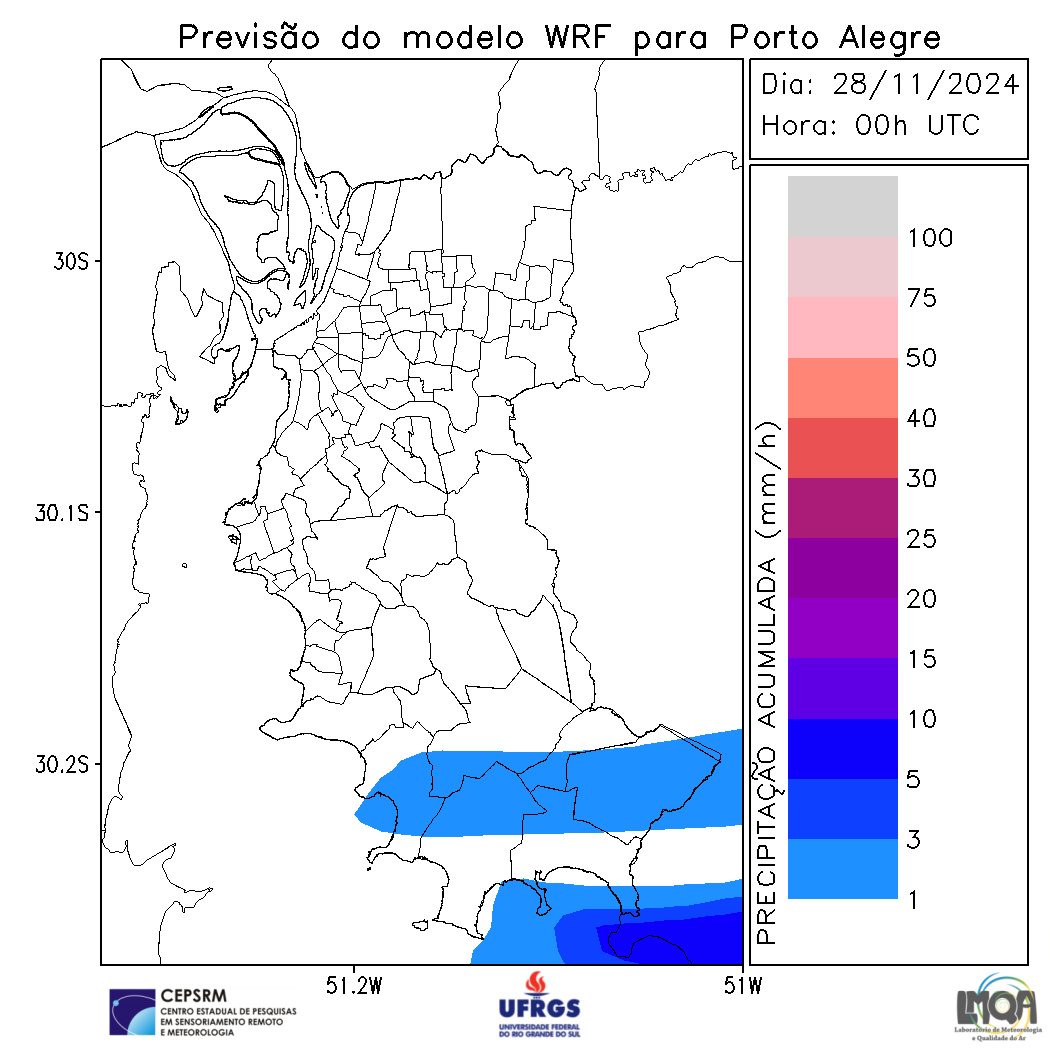 Previsão do modelo WRF para Porto Alegre
Dia: 28/11/2024
Hora: 00h UTC
30S
30.1S
30.2S
51.2W
51W
PRECIPITAÇÃO ACUMULADA (mm/h)
100
75
50
40
30
25
20
15
10
5
3
1
CEPSRM
CENTRO ESTADUAL DE PESQUISAS
EM SENSORIAMENTO REMOTO
E METEOROLOGIA
UFRGS
UNIVERSIDADE FEDERAL
DO RIO GRANDE DO SUL
LMQA
Laboratório de Meteorologia
e Qualidade do Ar